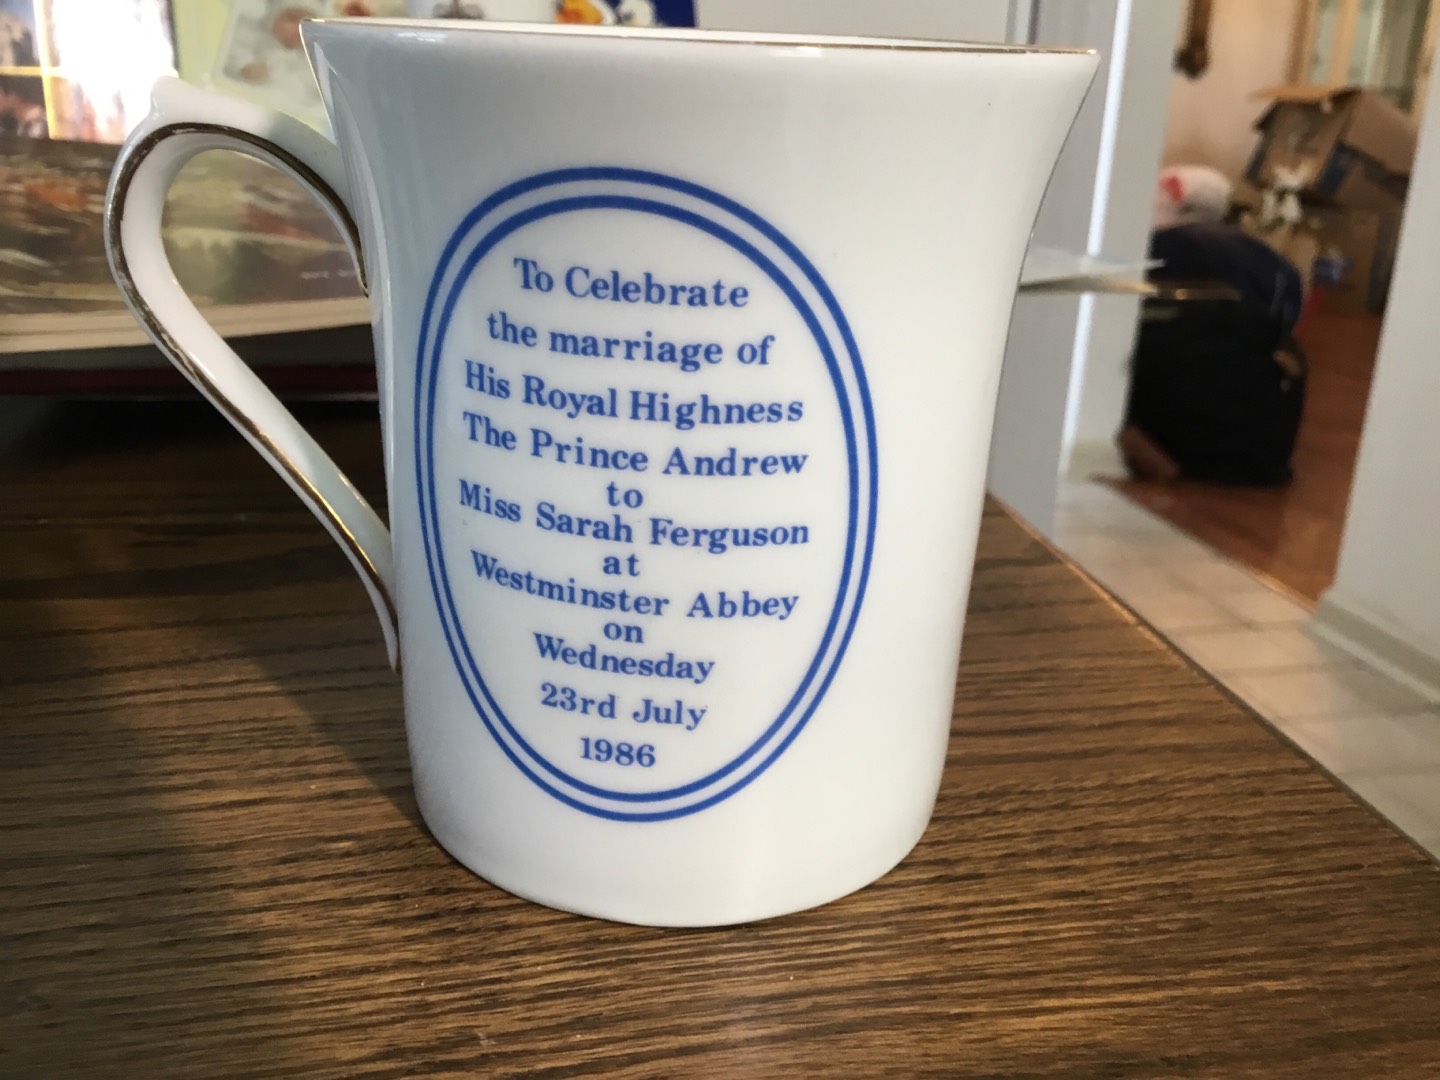 To Celebrate
the marriage of
His Royal Highness
The Prince Andrew
to
Miss Sarah Ferguson
at
Westminster Abbey
on
Wednesday
23rd July
1986